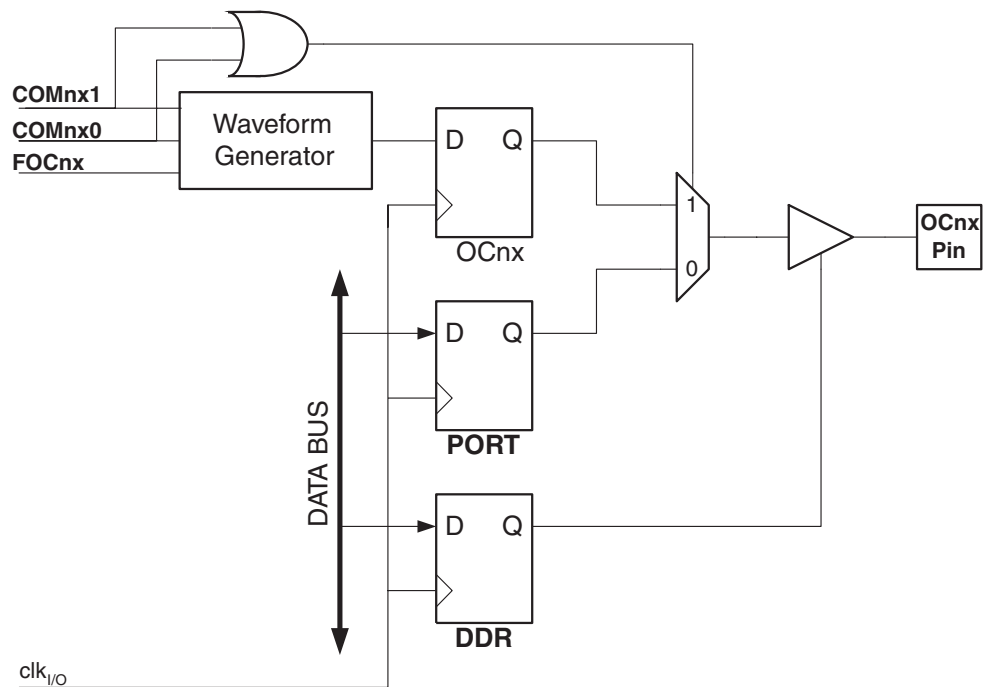 COMnx1
COMnx0
FOCnx
Waveform
Generator
D Q
OCnx
1
0
OCnx
Pin
D Q
PORT
DATA BUS
D Q
DDR
clkI/O